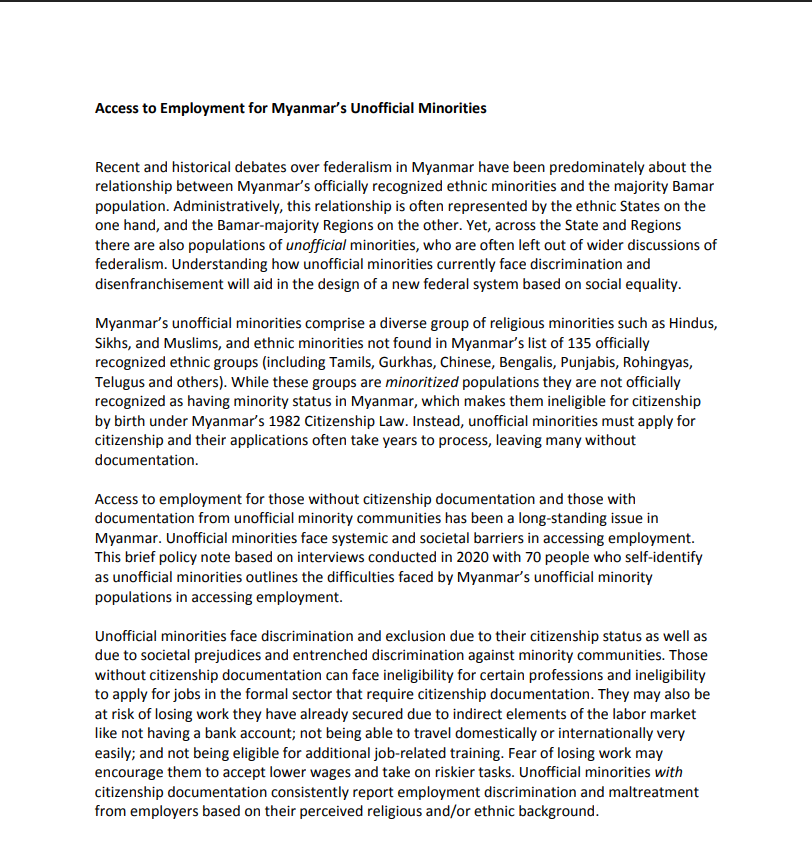 Access to Employment for Myanmar’s Unofficial Minorities
Recent and historical debates over federalism in Myanmar have been predominately about the
relationship between Myanmar’s officially recognized ethnic minorities and the majority Bamar
population. Administratively, this relationship is often represented by the ethnic States on the
one hand, and the Bamar-majority Regions on the other. Yet, across the State and Regions
there are also populations of unofficial minorities, who are often left out of wider discussions of
federalism. Understanding how unofficial minorities currently face discrimination and
disenfranchisement will aid in the design of a new federal system based on social equality.
Myanmar’s unofficial minorities comprise a diverse group of religious minorities such as Hindus,
Sikhs, and Muslims, and ethnic minorities not found in Myanmar’s list of 135 officially
recognized ethnic groups (including Tamils, Gurkhas, Chinese, Bengalis, Punjabis, Rohingyas,
Telugus and others). While these groups are minoritized populations they are not officially
recognized as having minority status in Myanmar, which makes them ineligible for citizenship
by birth under Myanmar’s 1982 Citizenship Law. Instead, unofficial minorities must apply for
citizenship and their applications often take years to process, leaving many without
documentation.
Access to employment for those without citizenship documentation and those with
documentation from unofficial minority communities has been a long-standing issue in
Myanmar. Unofficial minorities face systemic and societal barriers in accessing employment.
This brief policy note based on interviews conducted in 2020 with 70 people who self-identify
as unofficial minorities outlines the difficulties faced by Myanmar’s unofficial minority
populations in accessing employment.
Unofficial minorities face discrimination and exclusion due to their citizenship status as well as
due to societal prejudices and entrenched discrimination against minority communities. Those
without citizenship documentation can face ineligibility for certain professions and ineligibility
to apply for jobs in the formal sector that require citizenship documentation. They may also be
at risk of losing work they have already secured due to indirect elements of the labor market
like not having a bank account; not being able to travel domestically or internationally very
easily; and not being eligible for additional job-related training. Fear of losing work may
encourage them to accept lower wages and take on riskier tasks. Unofficial minorities with
citizenship documentation consistently report employment discrimination and maltreatment
from employers based on their perceived religious and/or ethnic background.